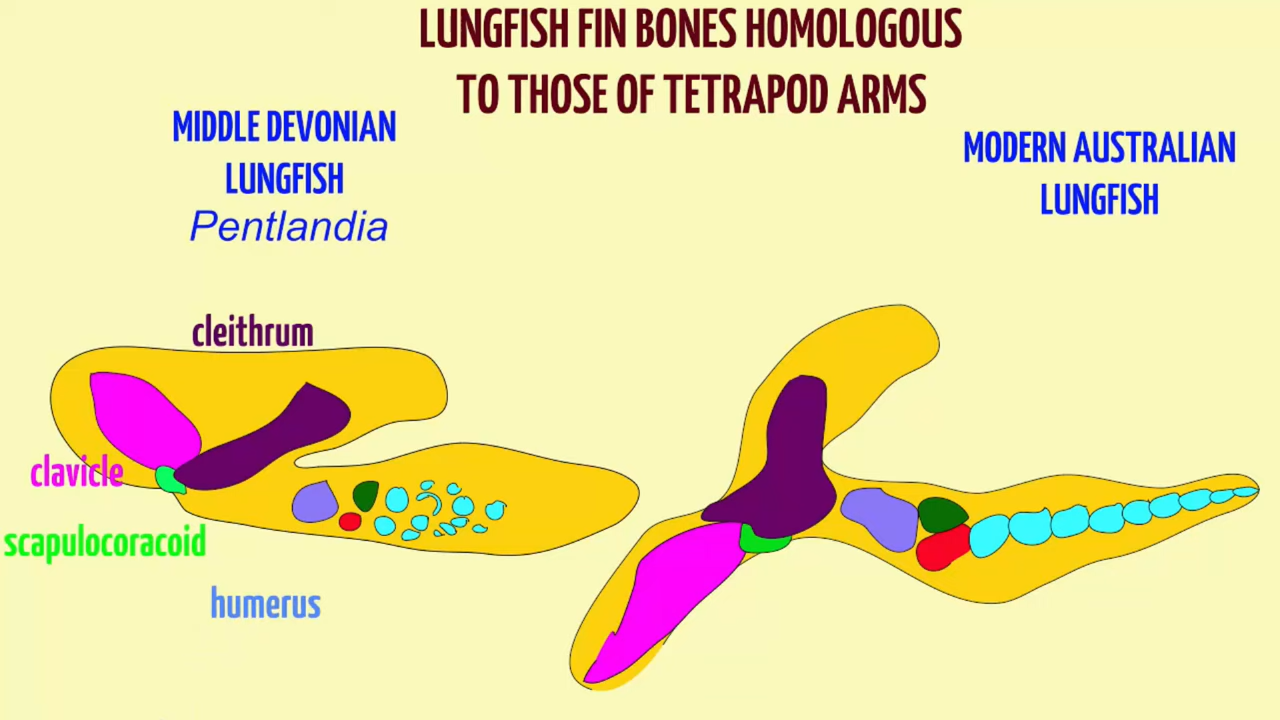 LUNGFISH FIN BONES HOMOLOGOUS
TO THOSE OF TETRAPOD ARMS
MIDDLE DEVONIAN
LUNGFISH
Pentlandia
MODERN AUSTRALIAN
LUNGFISH
cleithrum
clavicle
scapulocoracoid
humerus